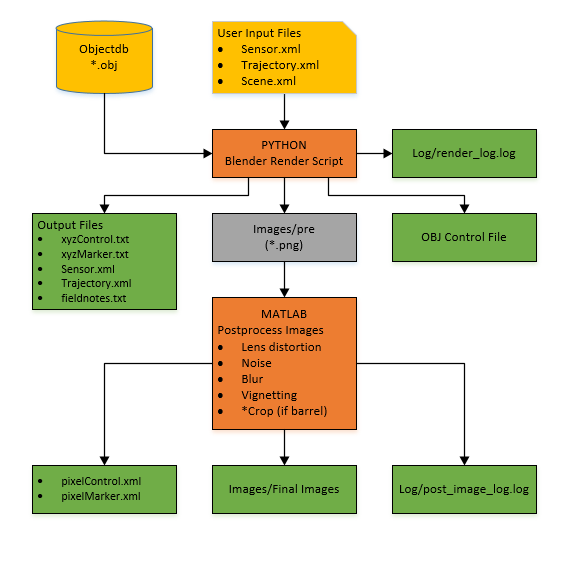 Objectdb
*.obj
User Input Files
• Sensor.xml
• Trajectory.xml
• Scene.xml
PYTHON
Blender Render Script
Log/render_log.log
Output Files
• xyzControl.txt
• xyzMarker.txt
• Sensor.xml
• Trajectory.xml
• fieldnotes.txt
Images/pre
(*.png)
OBJ Control File
MATLAB
Postprocess Images
• Lens distortion
• Noise
• Blur
• Vignetting
• *Crop (if barrel)
• pixelControl.xml
• pixelMarker.xml
Images/Final Images
Log/post_image_log.log